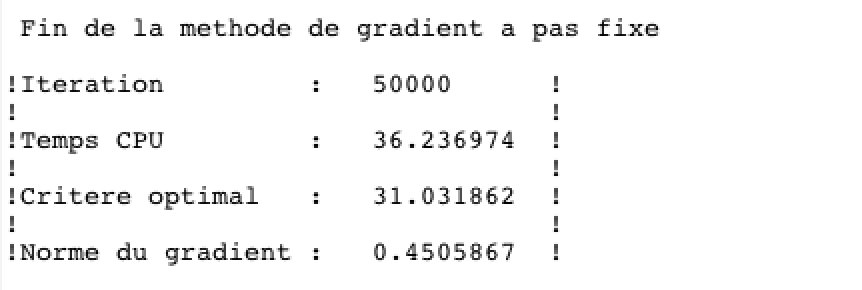 Fin de la methode de gradient a pas fixe
!Iteration : 50000 !
! !
!Temps CPU : 36.236974 !
! !
!Critere optimal : 31.031862 !
! !
!Norme du gradient : 0.4505867 !